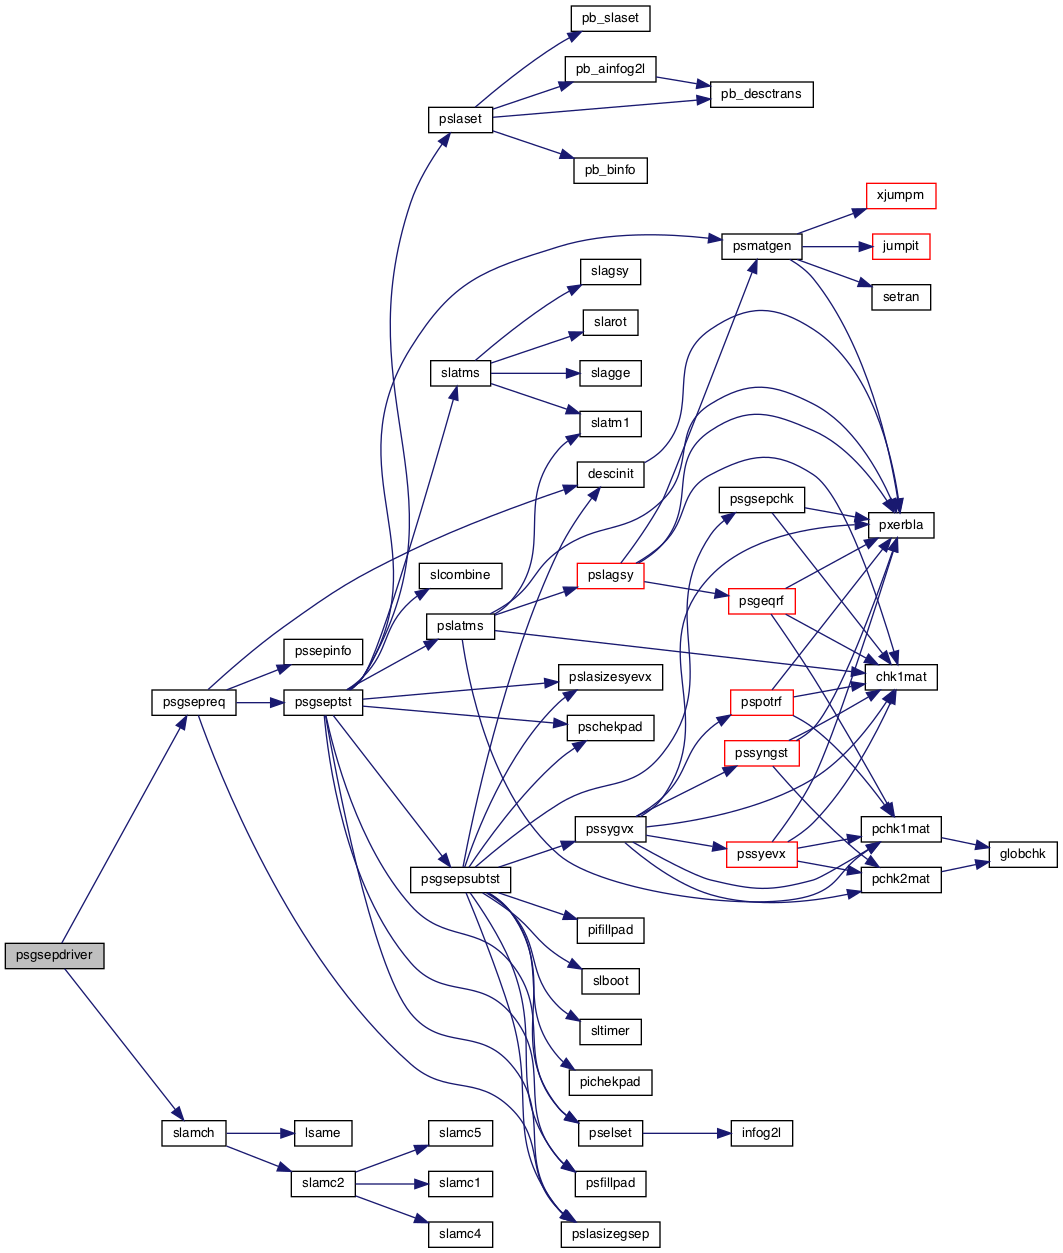 pb_slaset
pb_ainfog2l
pb_desctrans
pslaset
pb_binfo
xjumpm
psmatgen
jumpit
slagsy
setran
slarot
slatms
slagge
slatm1
descinit
psgsepchk
pxerbla
slcombine
pslagsy
psgeqrf
pslatms
pssepinfo
pslasizesyevx
chk1mat
psgsepreq
psgseptst
pspotrf
pschekpad
pssyngst
pssygvx
pchk1mat
pssyevx
globchk
psgsepsubtst
pchk2mat
pifillpad
psgsepdriver
slboot
sltimer
pichekpad
slamch
lsame
slamc5
pselset
infog2l
slamc2
slamc1
psfillpad
slamc4
pslasizegsep